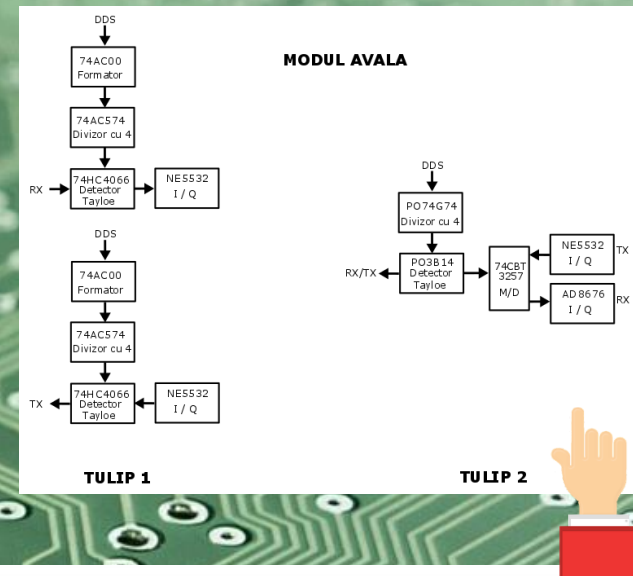 MODUL AVALA
DDS
74AC00
Formator
74AC574
Divizor cu 4
RX
74HC4066
Detector
Tayloe
NE5532
I / Q
DDS
74AC00
Formator
74AC574
Divizor cu 4
TX
74HC4066
Detector
Tayloe
NE5532
I / Q
TULIP 1
DDS
PO74G74
Divizor cu 4
RX/TX
PO3B14
Detector
Tayloe
74CBT
3257
M/D
NE5532
I / Q
TX
AD8676
I / Q
RX
TULIP 2